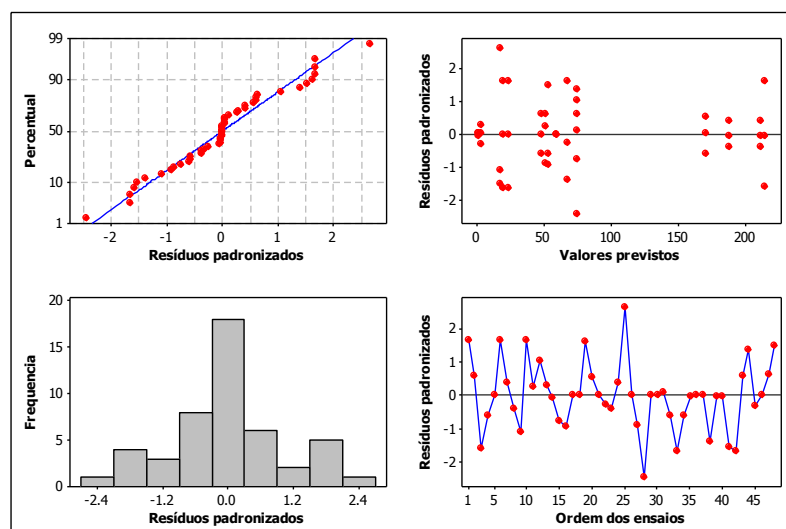 99
90
50
10
1
Percentual
-2 -1 0 1 2
Resíduos padronizados
2
1
0
-1
-2
Resíduos padronizados
0 50 100 150 200
Valores previstos
20
15
10
5
0
Frequencia
-2.4 -1.2 0.0 1.2 2.4
Resíduos padronizados
2
1
0
-1
-2
Resíduos padronizados
1 5 10 15 20 25 30 35 40 45
Ordem dos ensaios